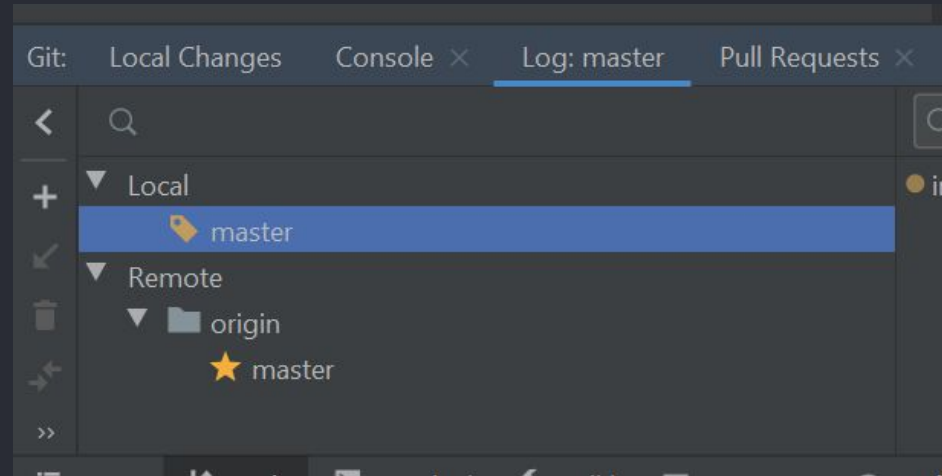 Git: Local Changes Console Log: master Pull Requests
Local
master
Remote
origin
master